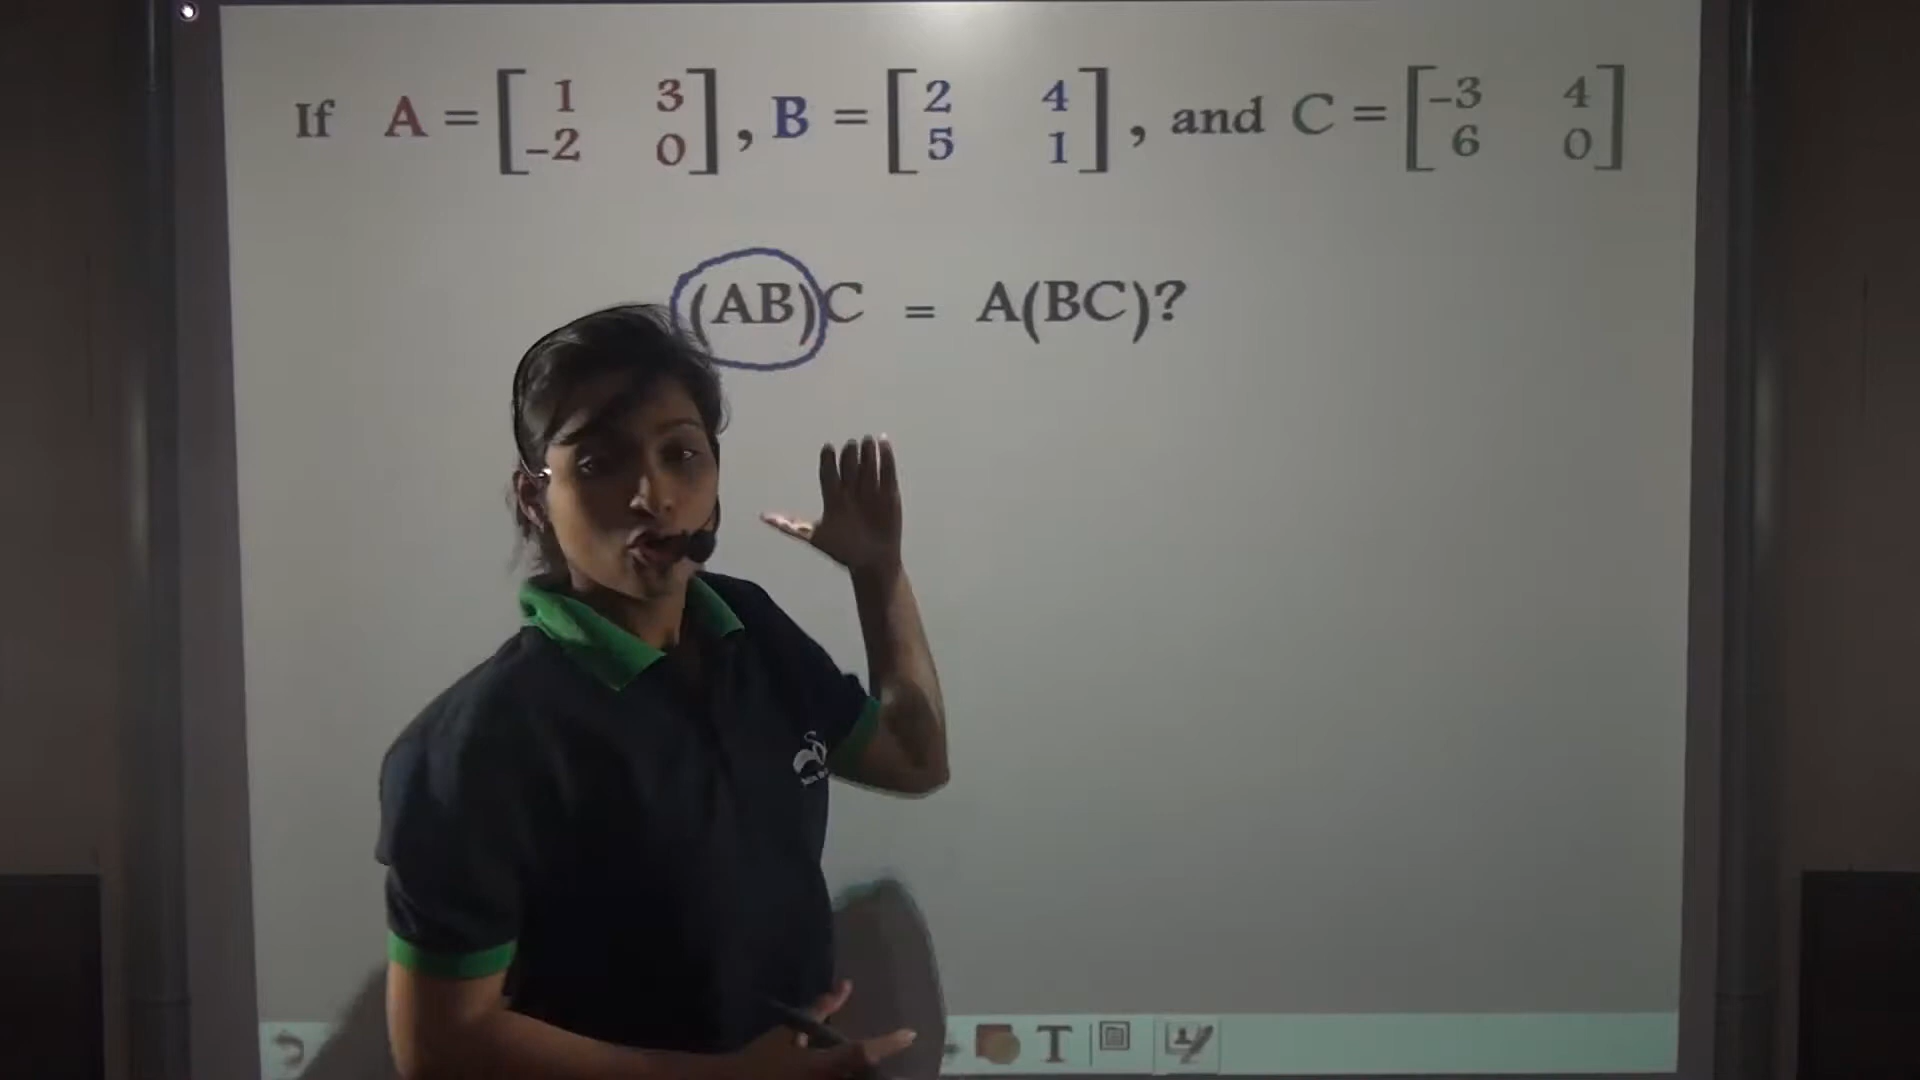 If A = [1 3
-2 0], B = [2 4
5 1], and C = [-3 4
6 0]
(AB)C = A(BC)?
T